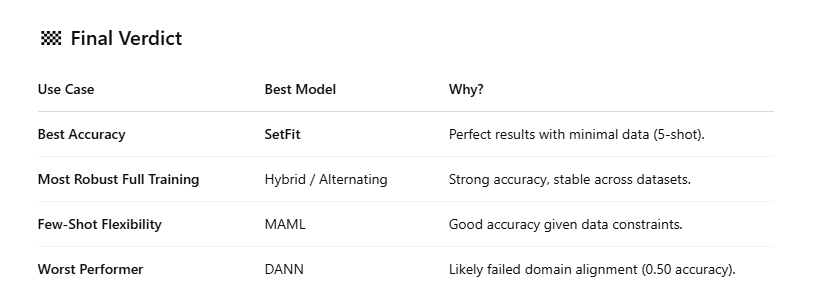 🏁 Final Verdict
Use Case Best Model Why?
Best Accuracy SetFit Perfect results with minimal data (5-shot).
Most Robust Full Training Hybrid / Alternating Strong accuracy, stable across datasets.
Few-Shot Flexibility MAML Good accuracy given data constraints.
Worst Performer DANN Likely failed domain alignment (0.50 accuracy).